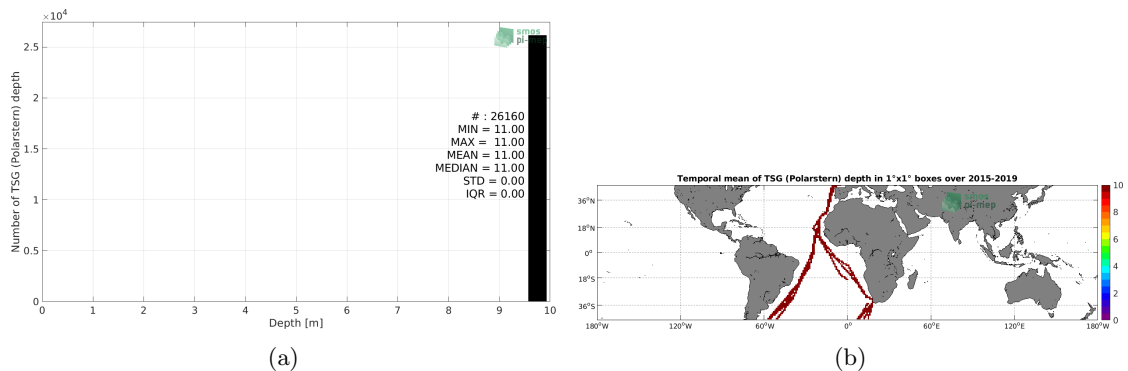 ×10⁴
2.5
2
1.5
1
0.5
0
Number of TSG (Polarstern) depth
smos
pi-mep
# : 26160
MIN = 11.00
MAX = 11.00
MEAN = 11.00
MEDIAN = 11.00
STD = 0.00
IQR = 0.00
0 1 2 3 4 5 6 7 8 9 10
Depth [m]
(a)
Temporal mean of TSG (Polarstern) depth in 1°x1° boxes over 2015-2019
smos
pi-mep
36°N
18°N
0°
18°S
36°S
180°W 120°W 60°W 0° 60°E 120°E 180°W
10
8
6
4
2
0
(b)